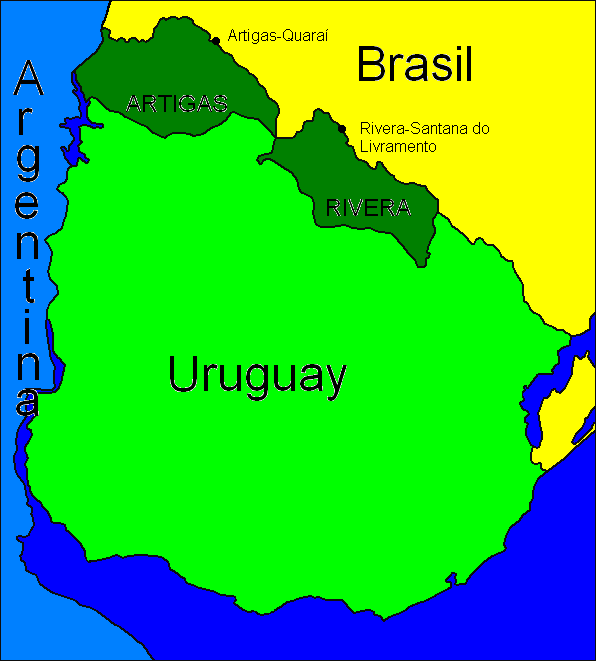 Artigas-Quaraí
Brasil
Argentina
ARTIGAS
Rivera-Santana do
Livramento
RIVERA
Uruguay